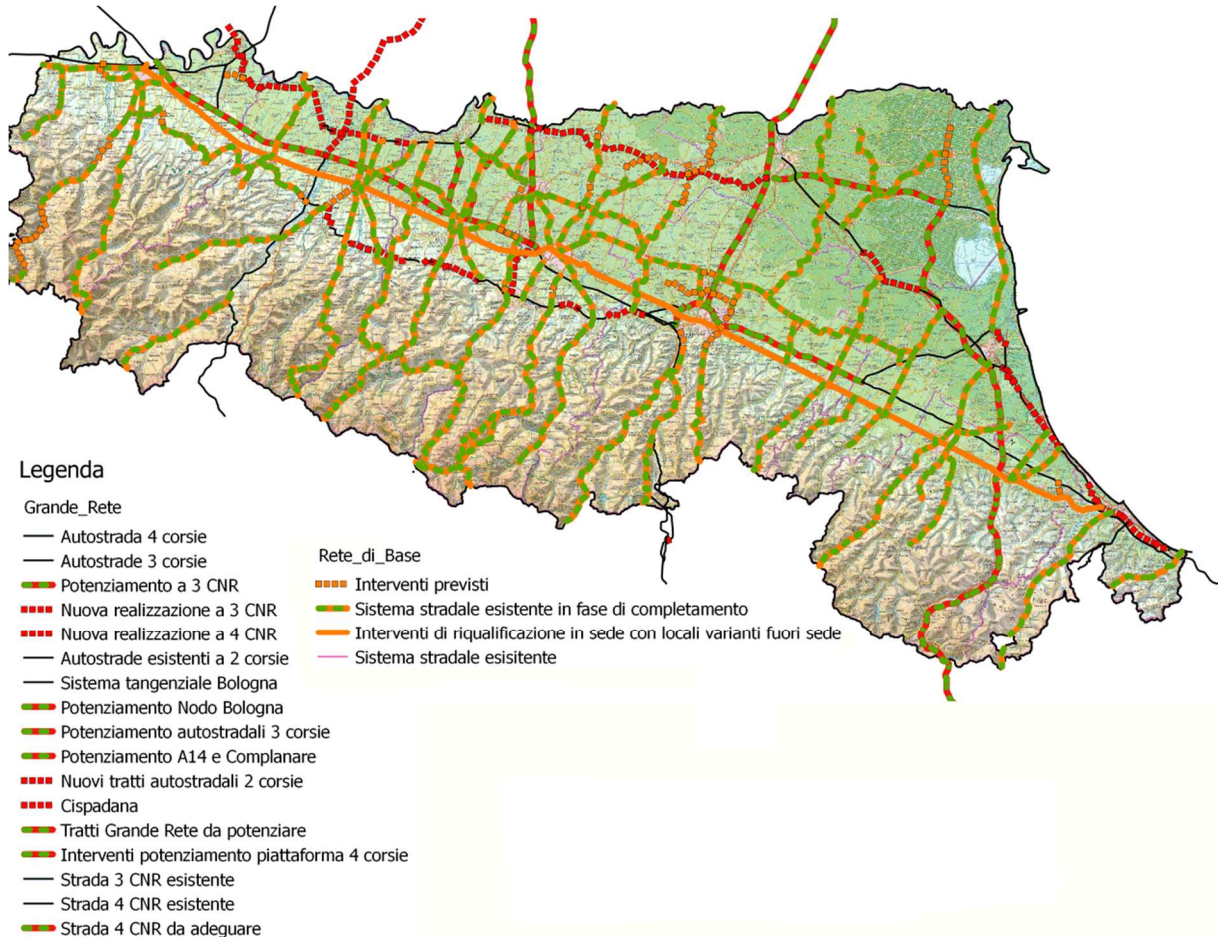 Legenda
Grande_Rete
Autostrada 4 corsie
Autostrade 3 corsie
Potenziamento a 3 CNR
Nuova realizzazione a 3 CNR
Nuova realizzazione a 4 CNR
Autostrade esistenti a 2 corsie
Sistema tangenziale Bologna
Potenziamento Nodo Bologna
Potenziamento autostradali 3 corsie
Potenziamento A14 e Complanare
Nuovi tratti autostradali 2 corsie
Cispadana
Tratti Grande Rete da potenziare
Interventi potenziamento piattaforma 4 corsie
Strada 3 CNR esistente
Strada 4 CNR esistente
Strada 4 CNR da adeguare
Rete_di_Base
Interventi previsti
Sistema stradale esistente in fase di completamento
Interventi di riqualificazione in sede con locali varianti fuori sede
Sistema stradale esisitente